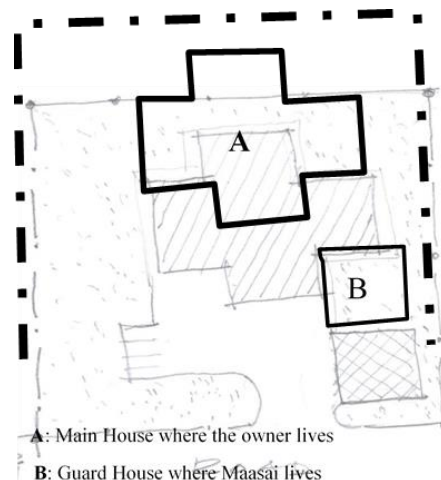 A
B
A: Main House where the owner lives
B: Guard House where Maasai lives